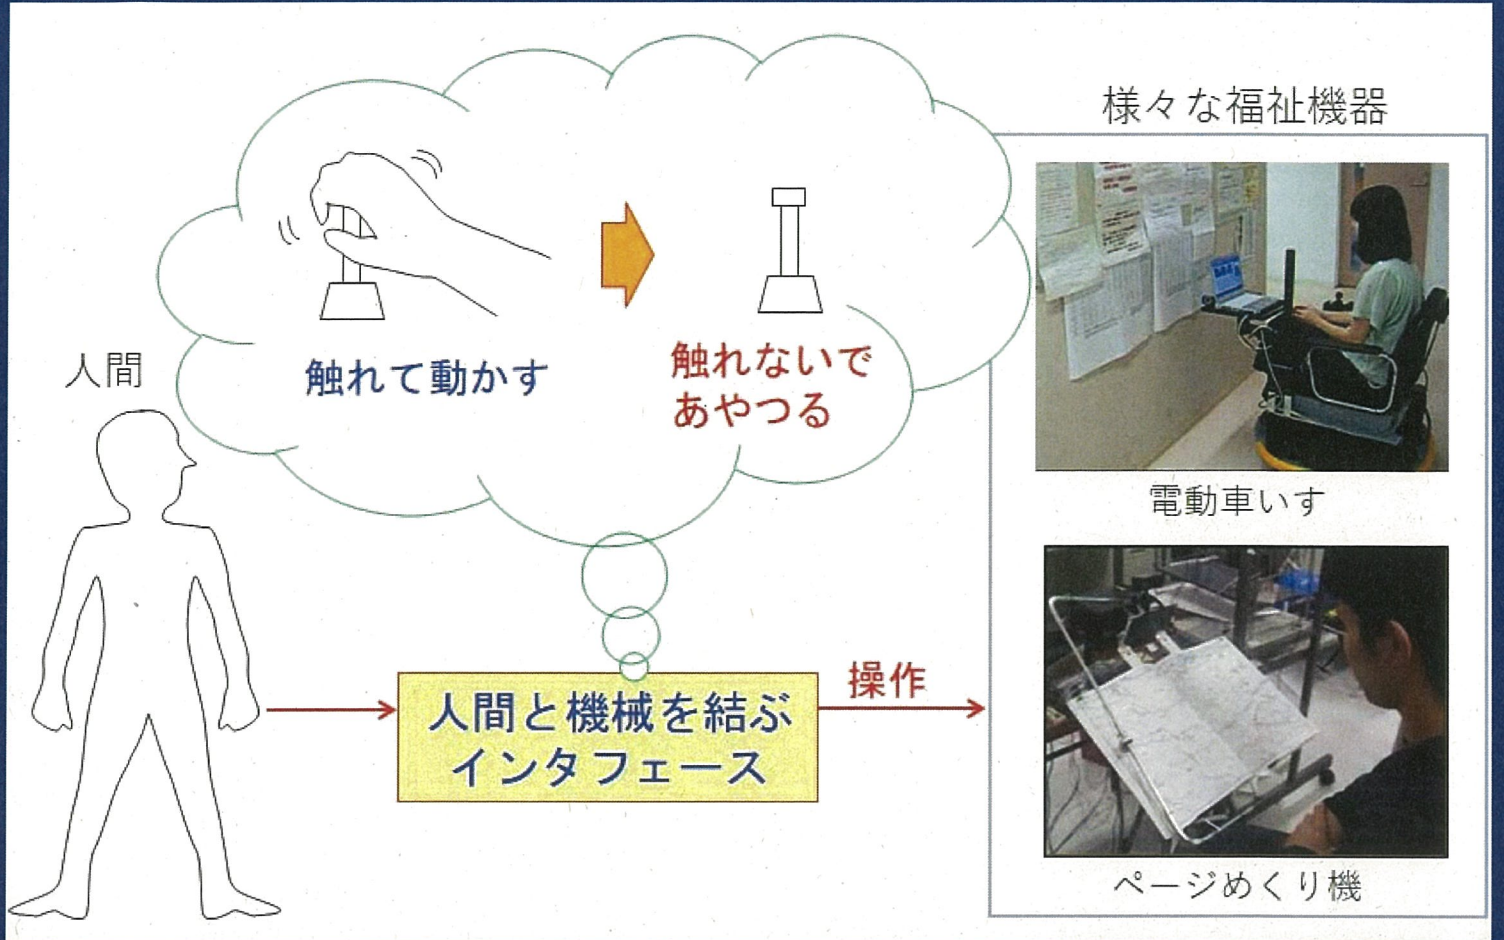 様々な福祉機器
触れて動かす
触れないで
あやつる
人間
電動車いす
操作
人間と機械を結ぶ
インタフェース
ページめくり機